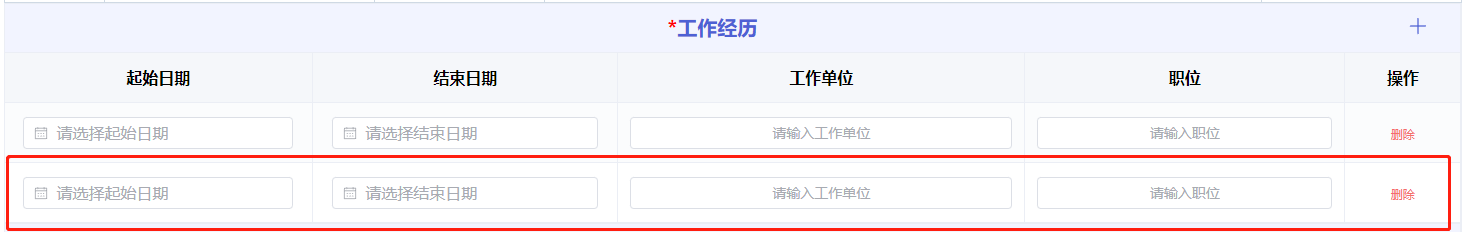 *工作经历
起始日期 结束日期 工作单位 职位 操作
请选择起始日期 请选择结束日期 请输入工作单位 请输入职位 删除
请选择起始日期 请选择结束日期 请输入工作单位 请输入职位 删除